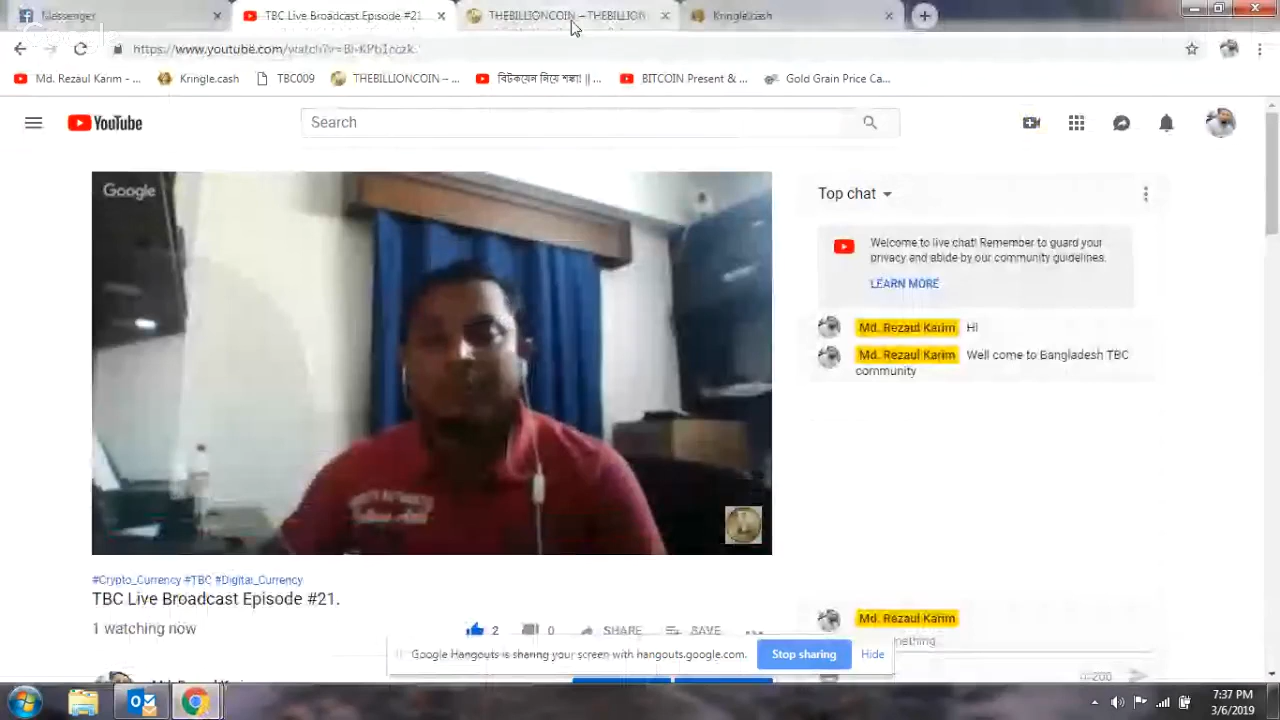 Messenger
TBC Live Broadcast Episode #21
THEBILLIONCOIN – THEBILLION
Kringle.cash
Md. Rezaul Karim -
Kringle.cash
TBC009
THEBILLIONCOIN – ...
বিটকয়েন নিয়ে শঙ্কা! || ...
BITCOIN Present & ...
Gold Grain Price Ca...
YouTube
Search
Google
Top chat
Welcome to live chat! Remember to guard your
privacy and abide by our community guidelines.
LEARN MORE
Md. Rezaul Karim HI
Md. Rezaul Karim Well come to Bangladesh TBC
community
#Crypto_Currency #TBC #Digital_Currency
TBC Live Broadcast Episode #21.
1 watching now
2
0
SHARE
SAVE
Md. Rezaul Karim
Google Hangouts is sharing your screen with hangouts.google.com.
Stop sharing
Hide
7:37 PM
3/6/2019